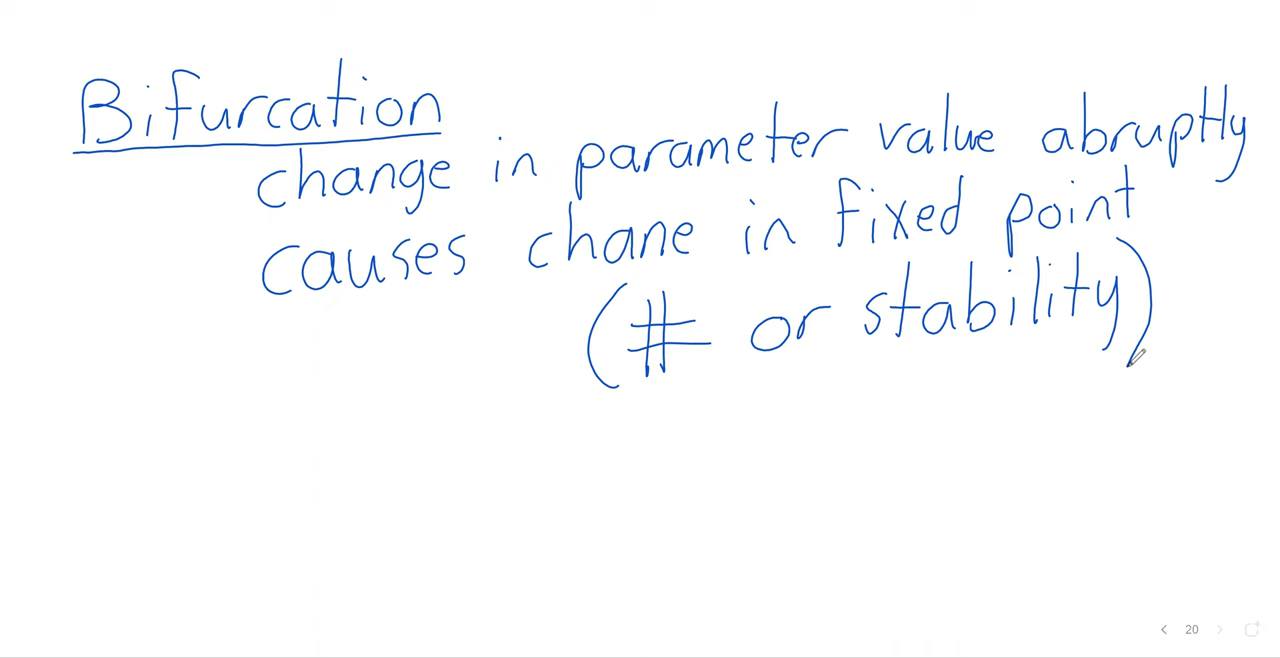 Bifurcation
change in parameter value abruptly
causes chane in fixed point
(# or stability)
20